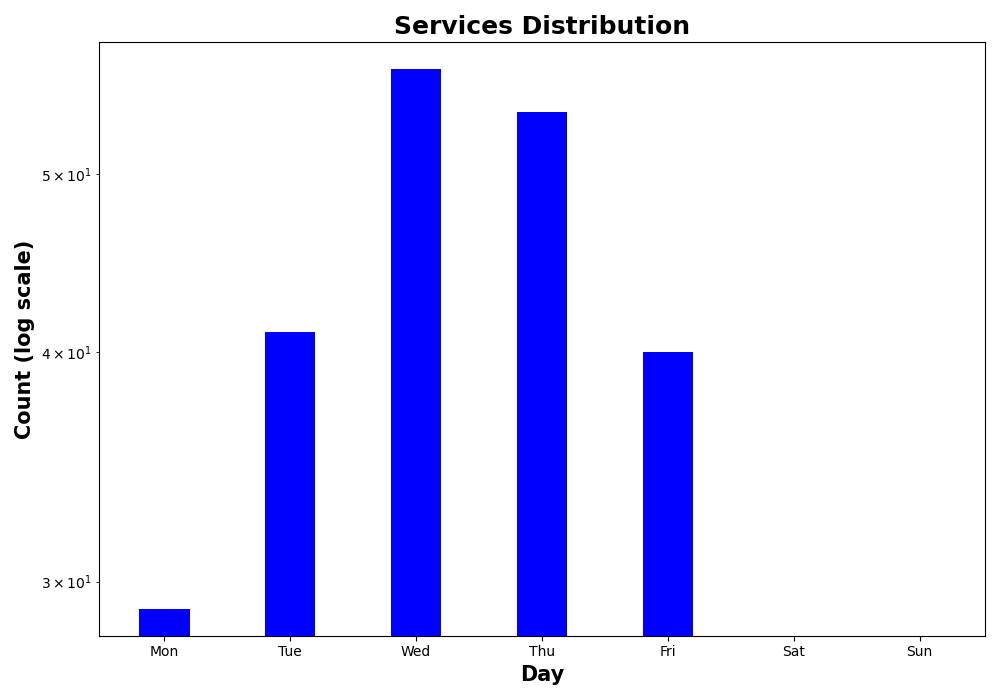 Services Distribution
Count (log scale)
5 × 10¹
4 × 10¹
3 × 10¹
Mon Tue Wed Thu Fri Sat Sun
Day